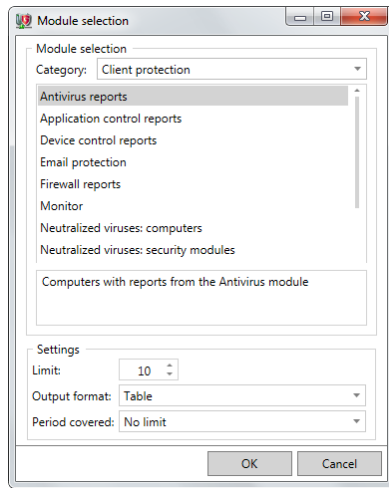 Module selection
Module selection
Category: Client protection
Antivirus reports
Application control reports
Device control reports
Email protection
Firewall reports
Monitor
Neutralized viruses: computers
Neutralized viruses: security modules
Computers with reports from the Antivirus module
Settings
Limit: 10
Output format: Table
Period covered: No limit
OK Cancel